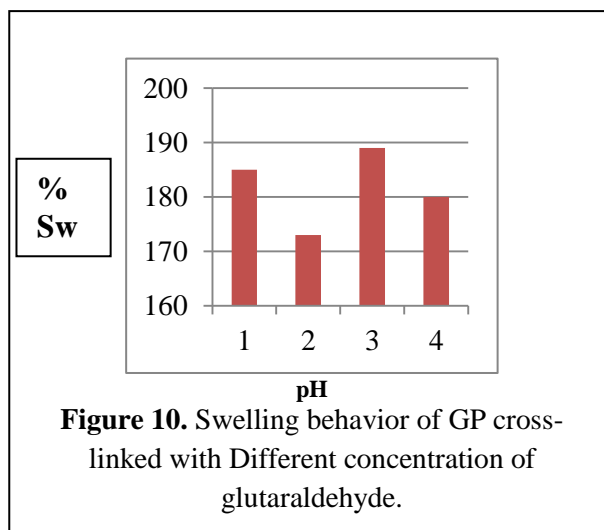 200
190
180
170
160
%
Sw
1 2 3 4
pH
Figure 10. Swelling behavior of GP cross-
linked with Different concentration of
glutaraldehyde.